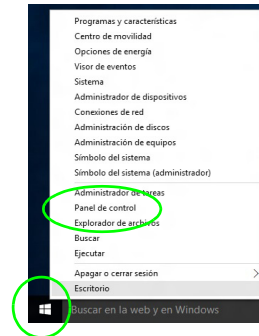 Programas y características
Centro de movilidad
Opciones de energía
Visor de eventos
Sistema
Administrador de dispositivos
Conexiones de red
Administración de discos
Administración de equipos
Símbolo del sistema
Símbolo del sistema (administrador)
Administrador de tareas
Panel de control
Explorador de archivos
Buscar
Ejecutar
Apagar o cerrar sesión
Escritorio
Buscar en la web y en Windows